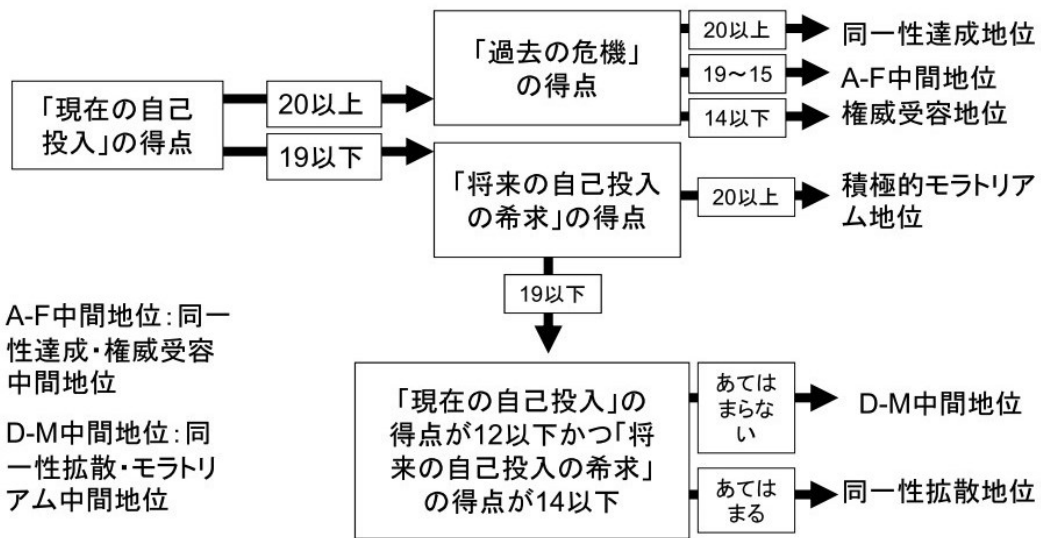 「現在の自己
投入」の得点
20以上
19以下
「過去の危機」
の得点
20以上
同一性達成地位
19~15
A-F中間地位
14以下
権威受容地位
「将来の自己投入
の希求」の得点
20以上
積極的モラトリア
ム地位
19以下
A-F中間地位:同一
性達成・権威受容
中間地位
D-M中間地位:同
一性拡散・モラトリ
アム中間地位
「現在の自己投入」の
得点が12以下かつ「将
来の自己投入の希求」
の得点が14以下
あては
まらな
い
D-M中間地位
あては
まる
同一性拡散地位